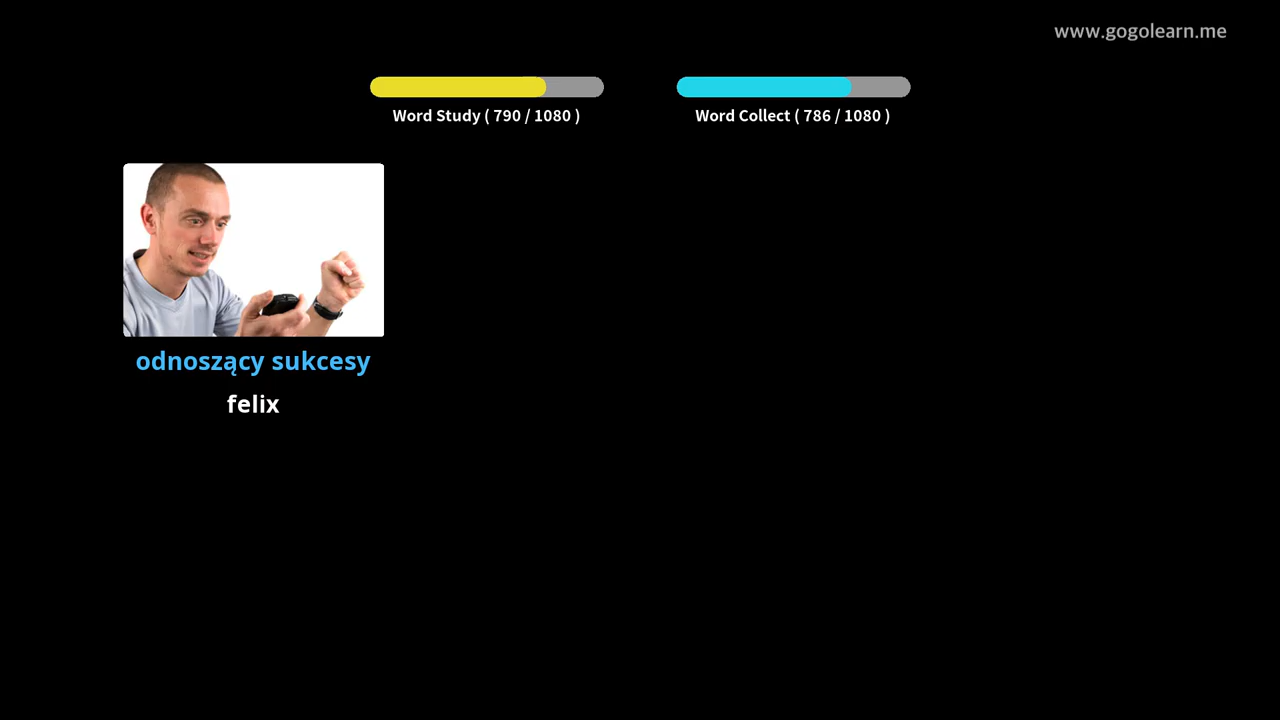 www.gogolearn.me
Word Study ( 790 / 1080 )
Word Collect ( 786 / 1080 )
odnoszący sukcesy
felix